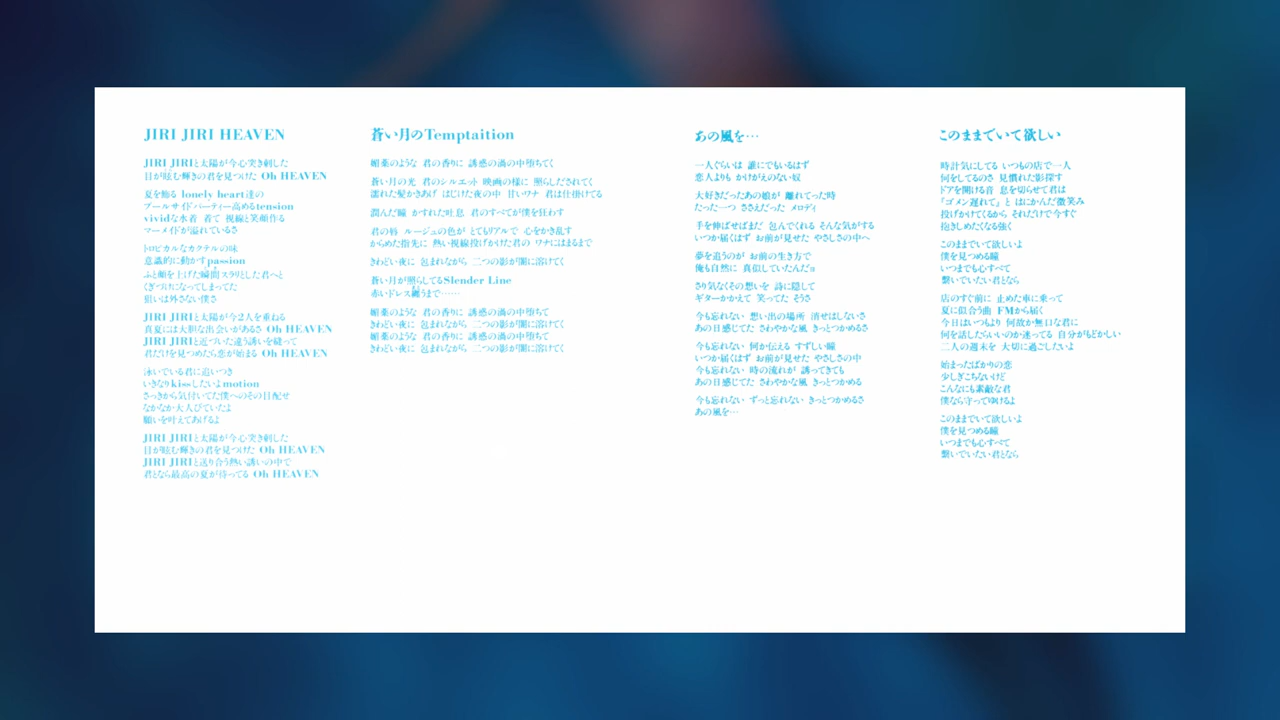 JIRI JIRI HEAVEN
JIRI JIRIと太陽が今心突き刺した
目が眩む輝きの君を見つけた Oh HEAVEN
夏を飾る lonely heart達の
プールサイドパーティー高めるtension
vividな水着 着て 視線と笑顔作る
マーメイドが溢れているさ
トロピカルなカクテルの味
意識的に動かすpassion
ふと顔を上げた瞬間スラリとした君へと
くぎづけになってしまってた
狙いは外さない僕さ
JIRI JIRIと太陽が今2人を重ねる
真夏には大胆な出会いがあるさ Oh HEAVEN
JIRI JIRIと近づいた違う誘いを縫って
君だけを見つめたら恋が始まる Oh HEAVEN
泳いでいる君に追いつき
いきなりkissしたいよmotion
さっきから気付いてた僕へのその目配せ
なかなか大人びていたよ
願いを叶えてあげるよ
JIRI JIRIと太陽が今心突き刺した
目が眩む輝きの君を見つけた Oh HEAVEN
JIRI JIRIと送り合う熱い誘いの中で
君となら最高の夏が待ってる Oh HEAVEN
蒼い月のTemptaition
媚薬のような 君の香りに 誘惑の渦の中堕ちてく
蒼い月の光 君のシルエット 映画の様に 照らしだされてく
濡れた髪かきあげ はじけた夜の中 甘いワナ 君は仕掛けてる
潤んだ瞳 かすれた吐息 君のすべてが僕を狂わす
君の唇 ルージュの色が とてもリアルで 心をかき乱す
からめた指先に 熱い視線投げかけた君の ワナにはまるまで
きわどい夜に 包まれながら 二つの影が闇に溶けてく
蒼い月が照らしてるSlender Line
赤いドレス纏うまで……
媚薬のような 君の香りに 誘惑の渦の中堕ちて
きわどい夜に 包まれながら 二つの影が闇に溶けてく
媚薬のような 君の香りに 誘惑の渦の中堕ちて
きわどい夜に 包まれながら 二つの影が闇に溶けてく
あの風を…
一人ぐらいは 誰にでもいるはず
恋人よりも かけがえのない奴
大好きだったあの娘が 離れてった時
たった一つ ささえだった メロディ
手を伸ばせばまだ 包んでくれる そんな気がする
いつか届くはず お前が見せた やさしさの中へ
夢を追うのが お前の生き方で
俺も自然に 真似していたんだョ
さり気なくその想いを 詩に隠して
ギターかかえて 笑ってた そうさ
今も忘れない 想い出の場所 消せはしないさ
あの日感じてた さわやかな風 きっとつかめるさ
今も忘れない 何か伝える すずしい瞳
いつか届くはず お前が見せた やさしさの中
今も忘れない 時の流れが 誘ってきても
あの日感じてた さわやかな風 きっとつかめる
今も忘れない ずっと忘れない きっとつかめるさ
あの風を…
このままでいて欲しい
時計気にしてる いつもの店で一人
何をしてるのさ 見慣れた影探す
ドアを開ける音 息を切らせて君は
「ゴメン遅れて」と はにかんだ微笑み
投げかけてくるから それだけで今すぐ
抱きしめたくなる強く
このままでいて欲しいよ
僕を見つめる瞳
いつまでも心すべて
繋いでいたい君となら
店のすぐ前に 止めた車に乗って
夏に似合う曲 FMから届く
今日はいつもより 何故か無口な君に
何を話したらいいのか迷ってる 自分がもどかしい
二人の週末を 大切に過ごしたいよ
始まったばかりの恋
少しぎこちないけど
こんなにも素敵な君
僕なら守ってゆけるよ
このままでいて欲しいよ
僕を見つめる瞳
いつまでも心すべて
繋いでいたい君となら